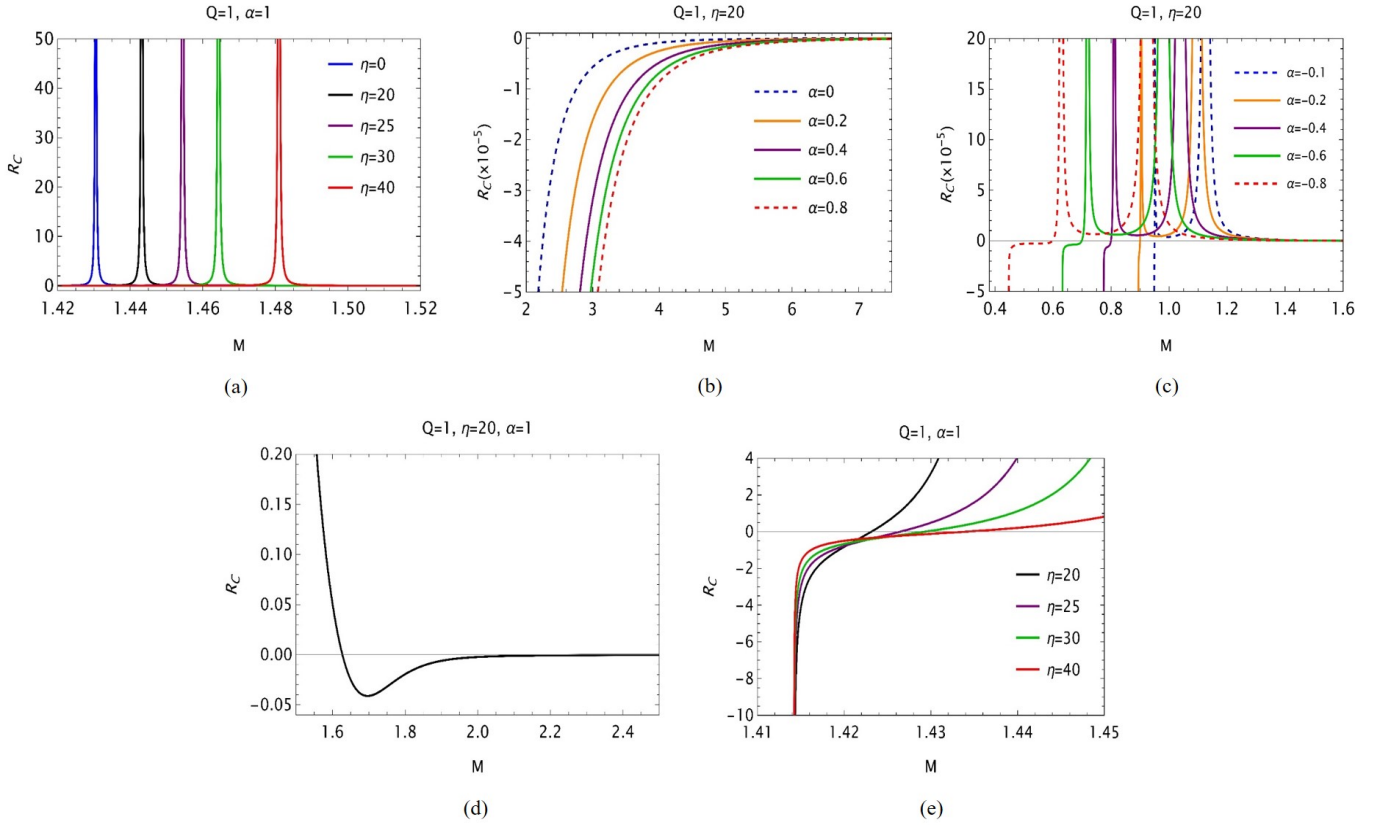 Q=1, α=1
50
40
30
20
10
0
R_C
1.42
1.44
1.46
1.48
1.50
1.52
M
η=0
η=20
η=25
η=30
η=40
(a)
Q=1, η=20
0
-1
-2
-3
-4
-5
R_C(×10⁻⁵)
2
3
4
5
6
7
M
α=0
α=0.2
α=0.4
α=0.6
α=0.8
(b)
Q=1, η=20
20
15
10
5
0
-5
R_C(×10⁻⁵)
0.4
0.6
0.8
1.0
1.2
1.4
1.6
M
α=-0.1
α=-0.2
α=-0.4
α=-0.6
α=-0.8
(c)
Q=1, η=20, α=1
0.20
0.15
0.10
0.05
0.00
-0.05
R_C
1.6
1.8
2.0
2.2
2.4
M
(d)
Q=1, α=1
4
2
0
-2
-4
-6
-8
-10
R_C
1.41
1.42
1.43
1.44
1.45
M
η=20
η=25
η=30
η=40
(e)